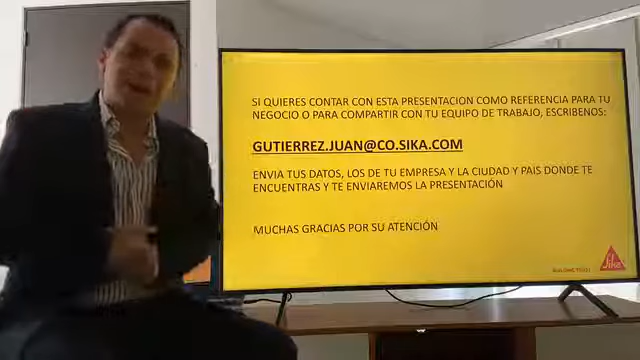 SI QUIERES CONTAR CON ESTA PRESENTACION COMO REFERENCIA PARA TU
NEGOCIO O PARA COMPARTIR CON TU EQUIPO DE TRABAJO, ESCRIBENOS:
GUTIERREZ.JUAN@CO.SIKA.COM
ENVIA TUS DATOS, LOS DE TU EMPRESA Y LA CIUDAD Y PAIS DONDE TE
ENCUENTRAS Y TE ENVIAREMOS LA PRESENTACIÓN
MUCHAS GRACIAS POR SU ATENCIÓN
BUILDING TRUST
Sika